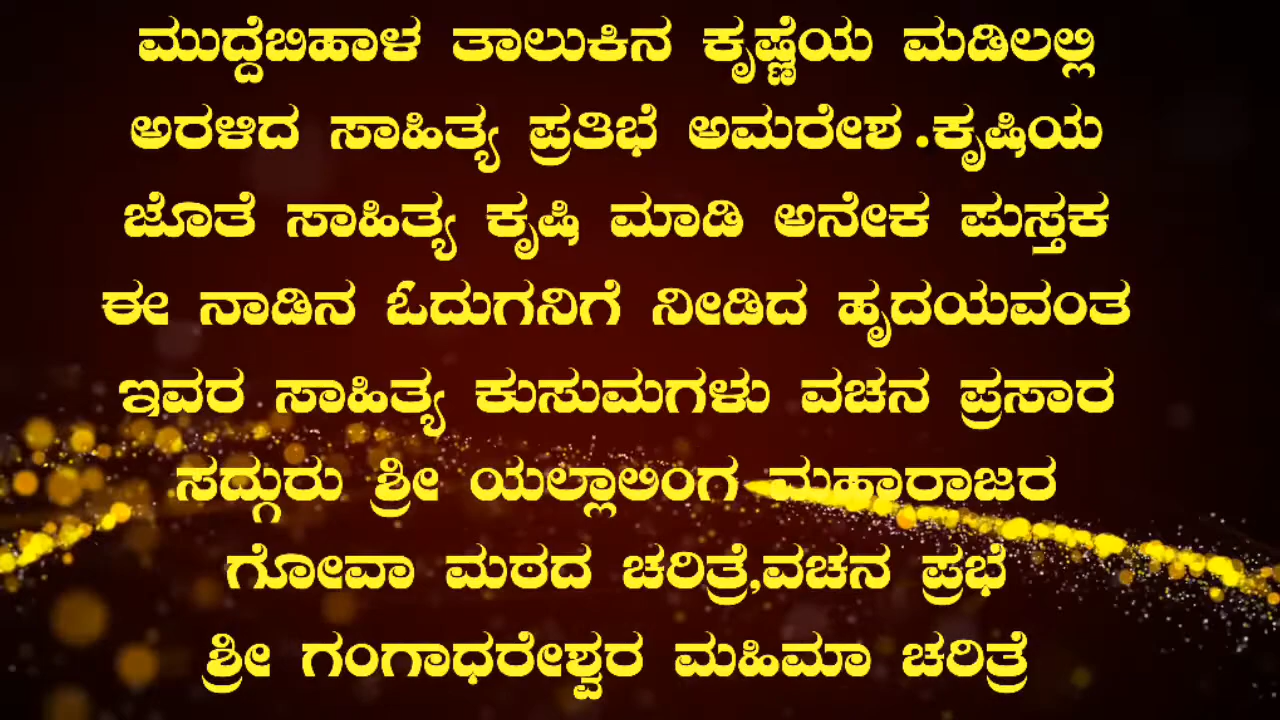 ಮುದ್ದೆಬಿಹಾಳ ತಾಲುಕಿನ ಕೃಷ್ಣೆಯ ಮಡಿಲಲ್ಲಿ
ಅರಳಿದ ಸಾಹಿತ್ಯ ಪ್ರತಿಭೆ ಅಮರೇಶ .ಕೃಷಿಯ
ಜೊತೆ ಸಾಹಿತ್ಯ ಕೃಷಿ ಮಾಡಿ ಅನೇಕ ಪುಸ್ತಕ
ಈ ನಾಡಿನ ಓದುಗನಿಗೆ ನೀಡಿದ ಹೃದಯವಂತ
ಇವರ ಸಾಹಿತ್ಯ ಕುಸುಮಗಳು ವಚನ ಪ್ರಸಾರ
ಸದ್ಗುರು ಶ್ರೀ ಯಲ್ಲಾಲಿಂಗ ಮಹಾರಾಜರ
ಗೋವಾ ಮಠದ ಚರಿತ್ರೆ,ವಚನ ಪ್ರಭೆ
ಶ್ರೀ ಗಂಗಾಧರೇಶ್ವರ ಮಹಿಮಾ ಚರಿತ್ರೆ